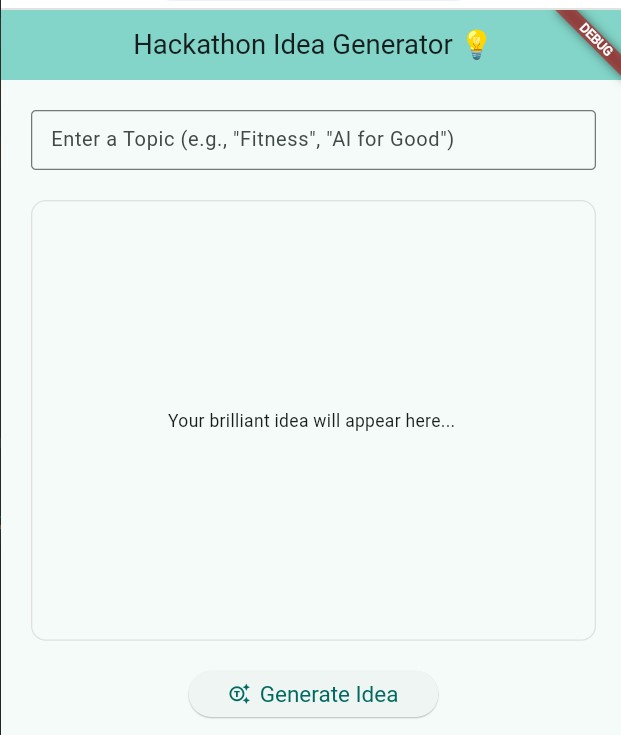 Hackathon Idea Generator 💡
DEBUG
Enter a Topic (e.g., "Fitness", "AI for Good")
Your brilliant idea will appear here...
Generate Idea